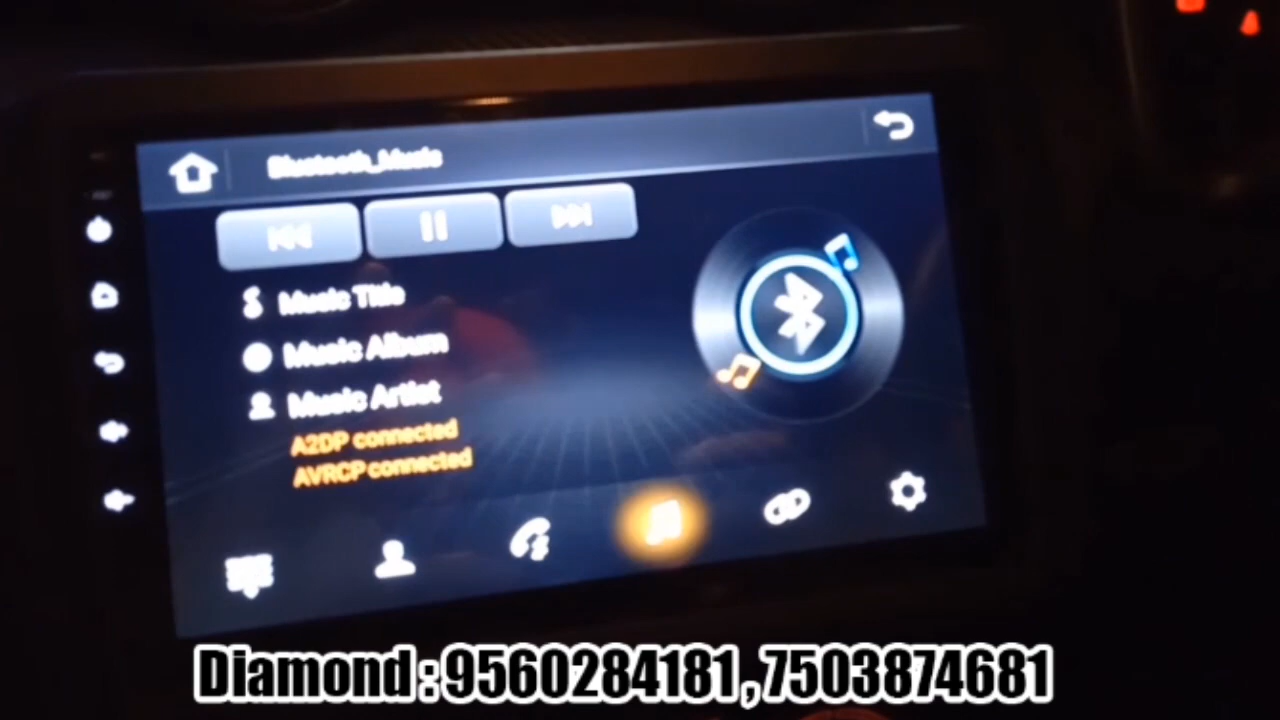 Bluetooth_Music
Music Title
Music Album
Music Artist
A2DP connected
AVRCP connected
Diamond : 9560284181 , 7503874681